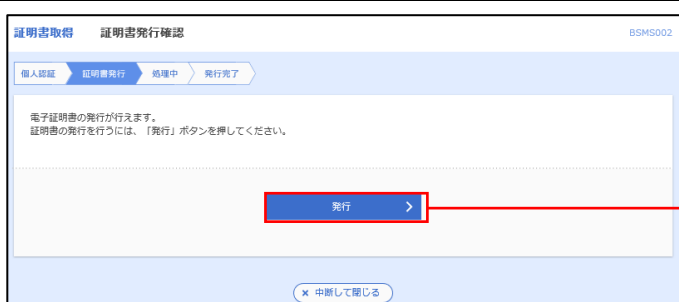 証明書取得 証明書発行確認 BSMS002
個人認証 証明書発行 処理中 発行完了
電子証明書の発行が行えます。
証明書の発行を行うには、「発行」ボタンを押してください。
発行
× 中断して閉じる